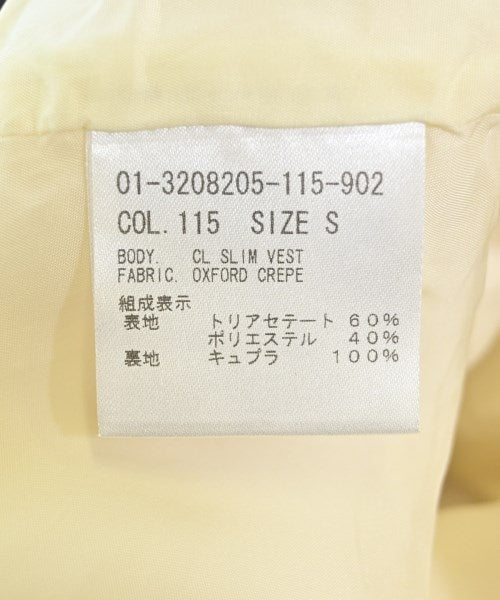 01-3208205-115-902
COL.115 SIZE S
BODY. CL SLIM VEST
FABRIC. OXFORD CREPE
組成表示
表地 トリアセテート 60%
ポリエステル 40%
裏地 キュプラ 100%